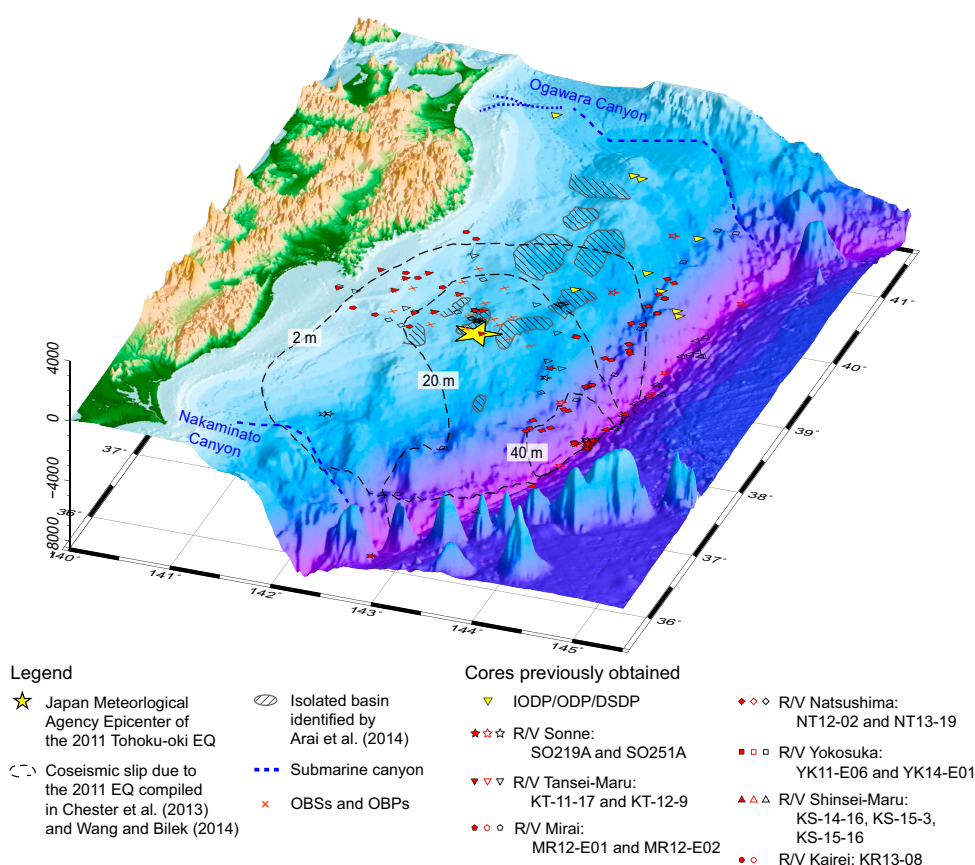 Ogawara Canyon
2 m
20 m
40 m
Nakaminato
Canyon
4000
0
-4000
-8000
37°
36°
140°
141°
142°
143°
144°
145°
41°
40°
39°
38°
37°
36°
Legend
Japan Meteorlogical
Agency Epicenter of
the 2011 Tohoku-oki EQ
Coseismic slip due to
the 2011 EQ compiled
in Chester et al. (2013)
and Wang and Bilek (2014)
Isolated basin
identified by
Arai et al. (2014)
Submarine canyon
OBSs and OBPs
Cores previously obtained
IODP/ODP/DSDP
R/V Sonne:
SO219A and SO251A
R/V Tansei-Maru:
KT-11-17 and KT-12-9
R/V Mirai:
MR12-E01 and MR12-E02
R/V Natsushima:
NT12-02 and NT13-19
R/V Yokosuka:
YK11-E06 and YK14-E01
R/V Shinsei-Maru:
KS-14-16, KS-15-3,
KS-15-16
R/V Kairei: KR13-08